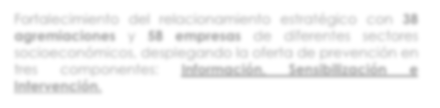 Fortalecimiento del relacionamiento estratégico con 38
agremiaciones y 58 empresas de diferentes sectores
socioeconómicos, desplegando la oferta de prevención en
tres componentes: Información, Sensibilización e
Intervención.